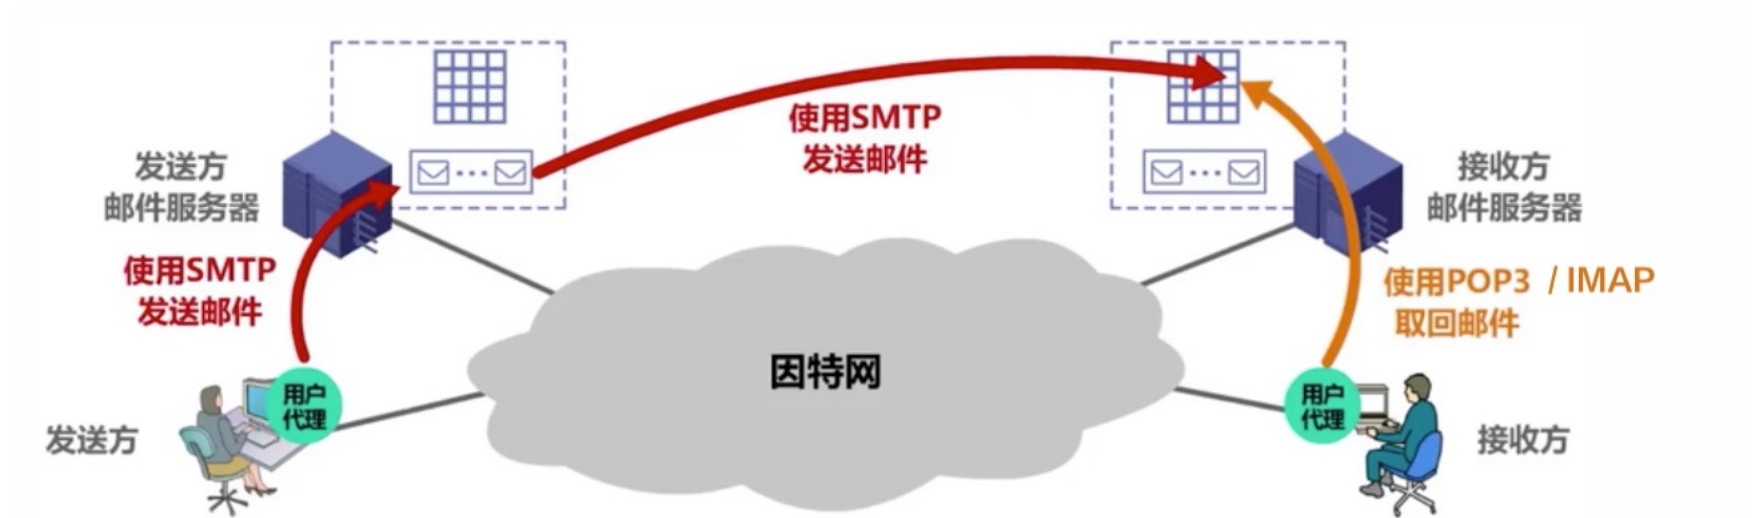 使用SMTP
发送邮件
发送方
邮件服务器
接收方
邮件服务器
使用SMTP
发送邮件
使用POP3 / IMAP
取回邮件
因特网
用户
代理
用户
代理
发送方
接收方